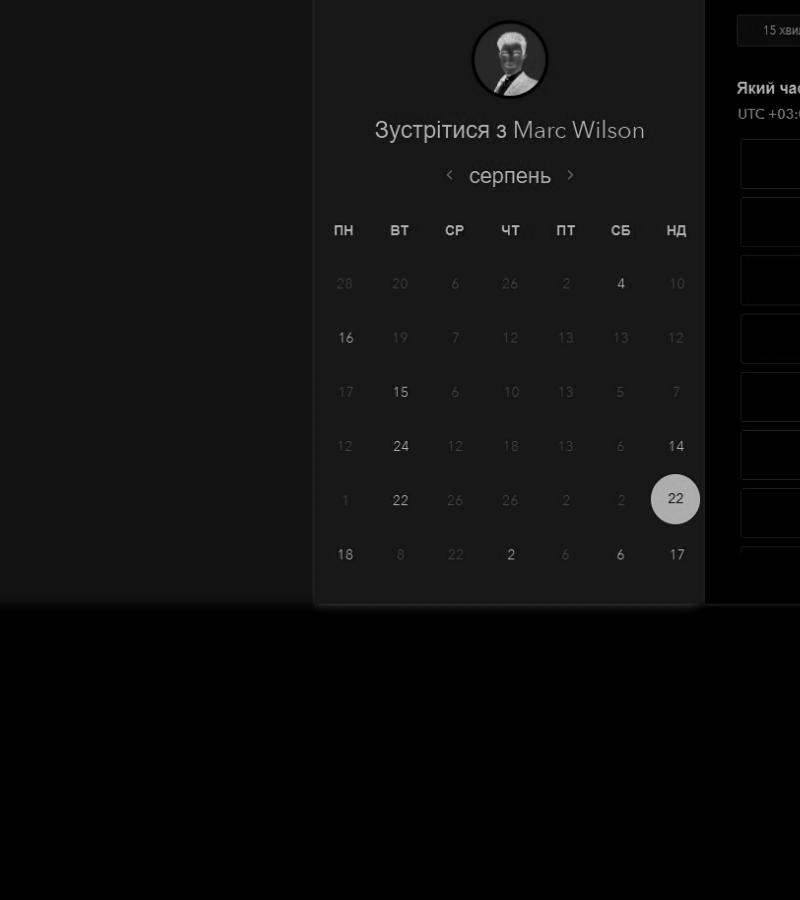 15 хви
Зустрітися з Marc Wilson
Який ча
UTC +03:
серпень
ПН ВТ СР ЧТ ПТ СБ НД
28 20 6 26 2 4 10
16 19 7 12 13 13 12
17 15 6 10 13 5 7
12 24 12 18 13 6 14
1 22 26 26 2 2 22
18 8 22 2 6 6 17